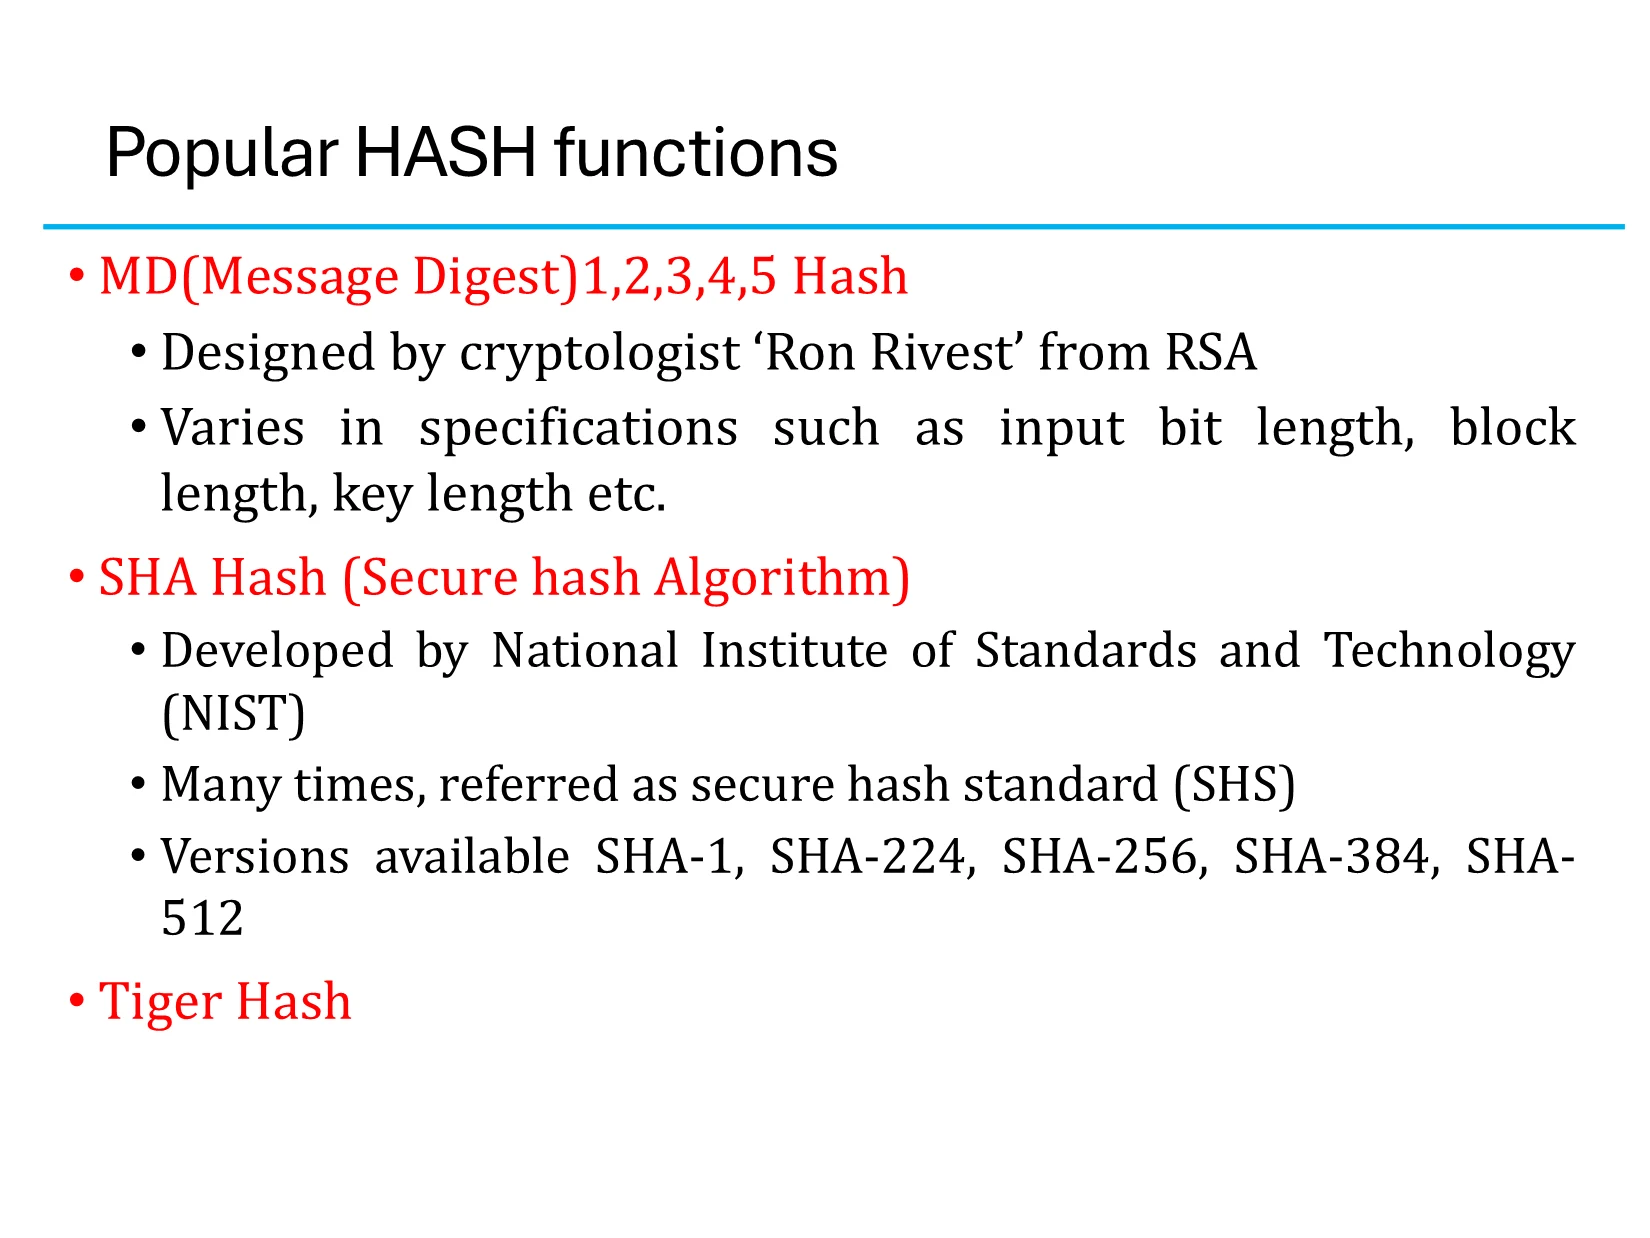 Popular HASH functions
• MD(Message Digest)1,2,3,4,5 Hash
• Designed by cryptologist ‘Ron Rivest’ from RSA
• Varies in specifications such as input bit length, block
length, key length etc.
• SHA Hash (Secure hash Algorithm)
• Developed by National Institute of Standards and Technology
(NIST)
• Many times, referred as secure hash standard (SHS)
• Versions available SHA-1, SHA-224, SHA-256, SHA-384, SHA-
512
• Tiger Hash